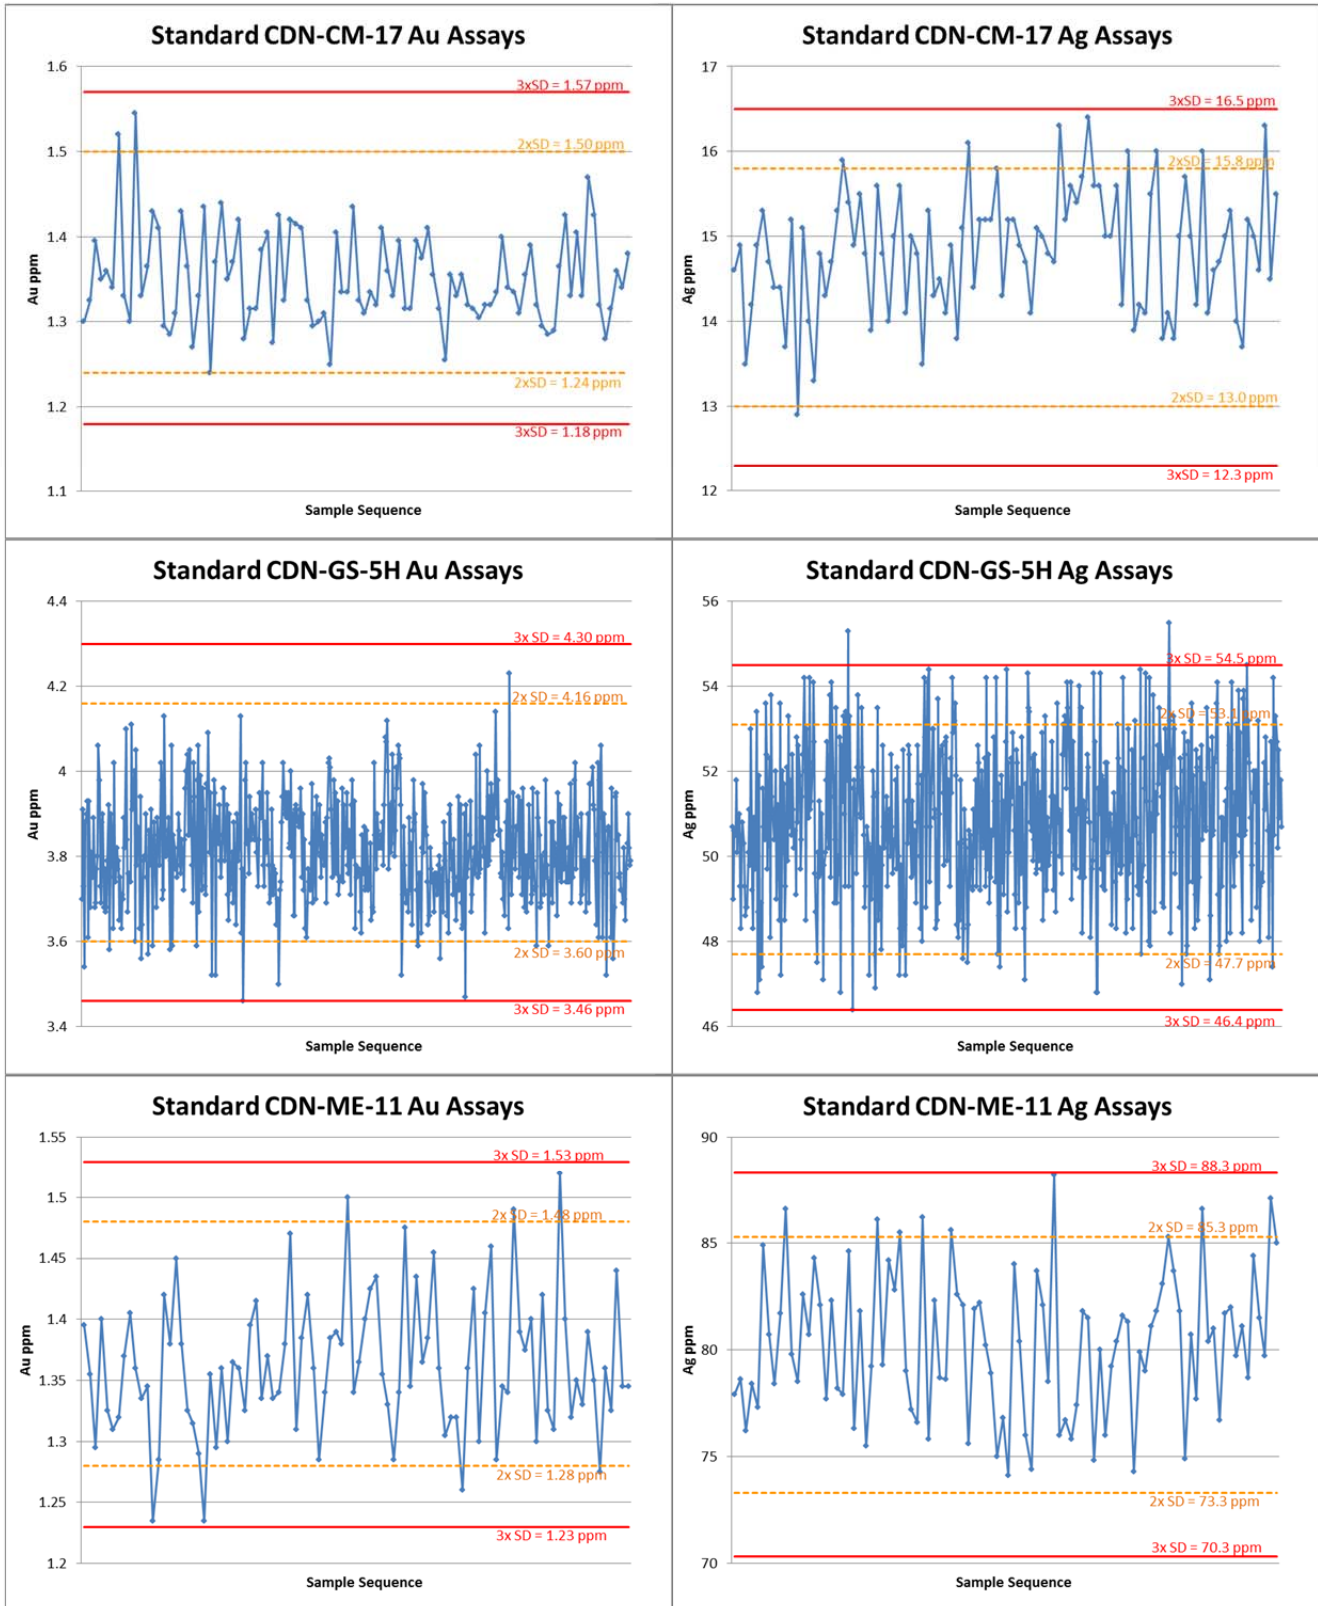 Standard CDN-CM-17 Au Assays
1.6
1.5
1.4
1.3
1.2
1.1
Au ppm
3xSD = 1.57 ppm
2xSD = 1.50 ppm
2xSD = 1.24 ppm
3xSD = 1.18 ppm
Sample Sequence
Standard CDN-CM-17 Ag Assays
17
16
15
14
13
12
Ag ppm
3xSD = 16.5 ppm
2xSD = 15.8 ppm
2xSD = 13.0 ppm
3xSD = 12.3 ppm
Sample Sequence
Standard CDN-GS-5H Au Assays
4.4
4.2
4
3.8
3.6
3.4
Au ppm
3x SD = 4.30 ppm
2x SD = 4.16 ppm
2x SD = 3.60 ppm
3x SD = 3.46 ppm
Sample Sequence
Standard CDN-GS-5H Ag Assays
56
54
52
50
48
46
Ag ppm
3x SD = 54.5 ppm
2x SD = 53.1 ppm
2x SD = 47.7 ppm
3x SD = 46.4 ppm
Sample Sequence
Standard CDN-ME-11 Au Assays
1.55
1.5
1.45
1.4
1.35
1.3
1.25
1.2
Au ppm
3x SD = 1.53 ppm
2x SD = 1.48 ppm
2x SD = 1.28 ppm
3x SD = 1.23 ppm
Sample Sequence
Standard CDN-ME-11 Ag Assays
90
85
80
75
70
Ag ppm
3x SD = 88.3 ppm
2x SD = 85.3 ppm
2x SD = 73.3 ppm
3x SD = 70.3 ppm
Sample Sequence